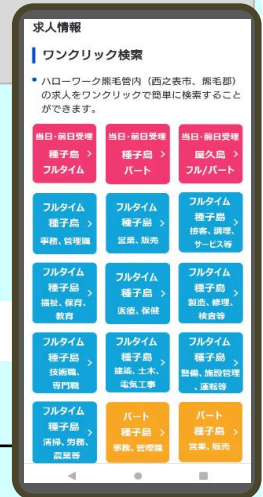 求人情報
ワンクリック検索
・ハローワーク熊毛管内（西之表市、熊毛郡）
の求人をワンクリックで簡単に検索すること
ができます。
当日・前日受理
種子島
フルタイム
当日・前日受理
種子島
パート
当日・前日受理
屋久島
フル/パート
フルタイム
種子島
事務、管理職
フルタイム
種子島
営業、販売
フルタイム
種子島
接客、調理、
サービス等
フルタイム
種子島
福祉、保育、
教育
フルタイム
種子島
医療、保健
フルタイム
種子島
製造、修理、
検査等
フルタイム
種子島
技術職、
専門職
フルタイム
種子島
建築、土木、
電気工事
フルタイム
種子島
警備、施設管理
、運転等
フルタイム
種子島
清掃、労務、
農業等
パート
種子島
事務、管理職
パート
種子島
営業、販売